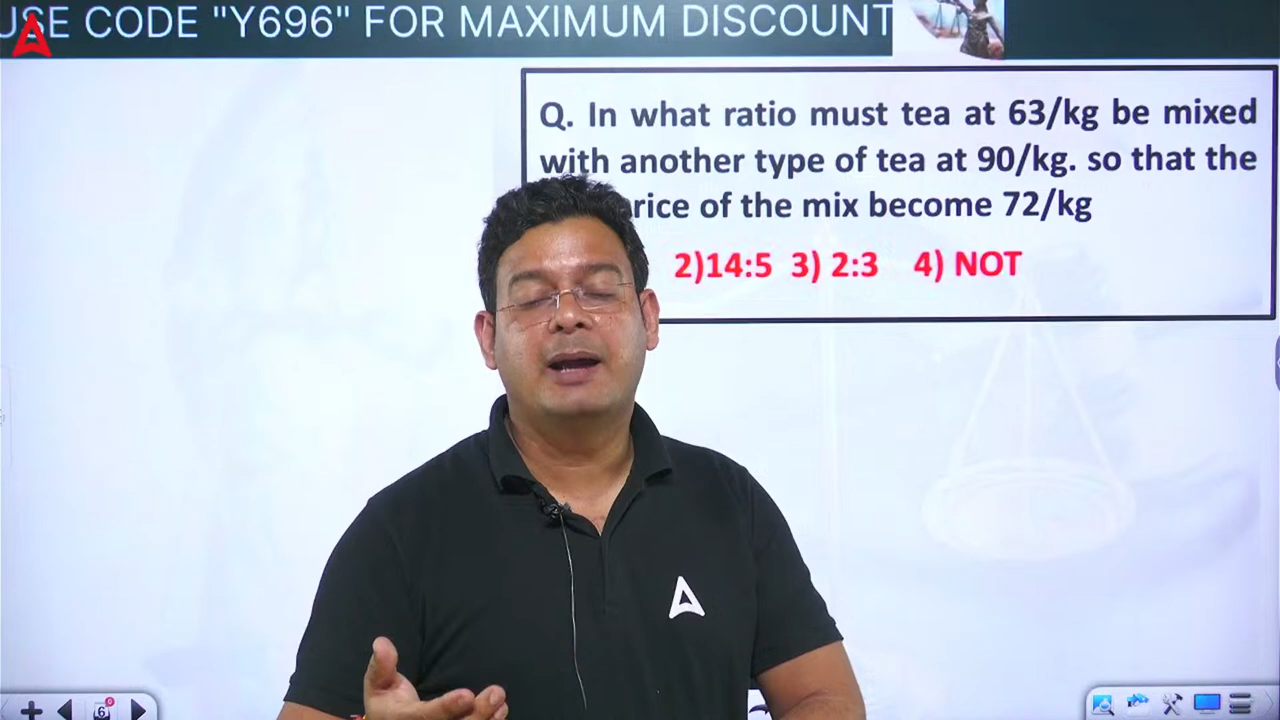 USE CODE "Y696" FOR MAXIMUM DISCOUNT
Q. In what ratio must tea at 63/kg be mixed
with another type of tea at 90/kg. so that the
of the mix become 72/kg
2)14:5 3) 2:3 4) NOT
6